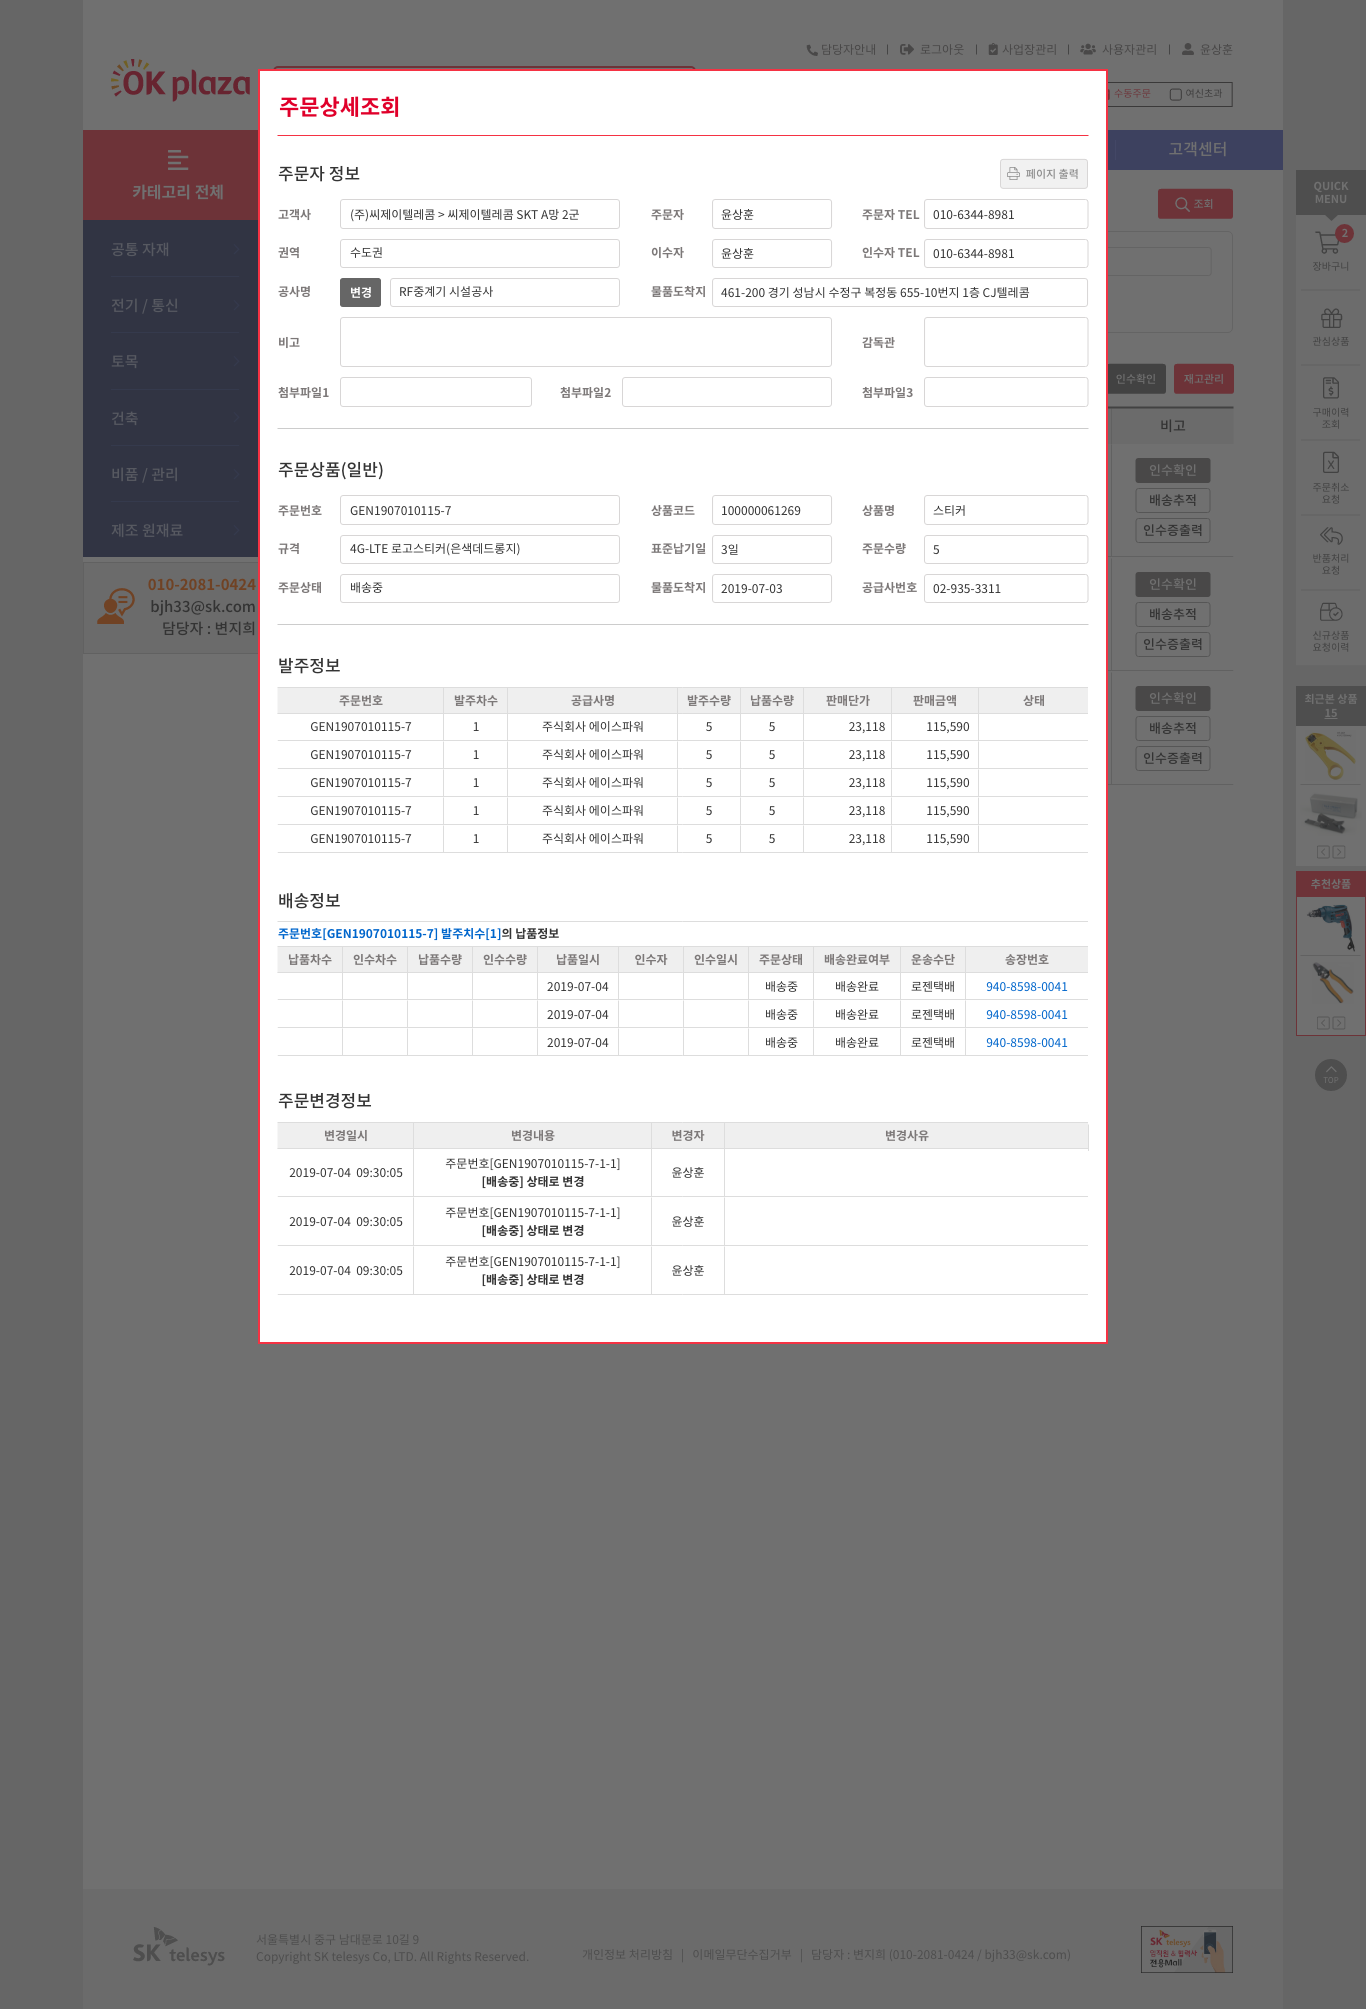 담당자안내 | 로그아웃 | 사업장관리 | 사용자관리 | 윤상훈
OK plaza
수동주문 여신초과
카테고리 전체
고객센터
공통 자재
전기 / 통신
토목
건축
비품 / 관리
제조 원재료
010-2081-0424
bjh33@sk.com
담당자 : 변지희
주문상세조회
주문자 정보
페이지 출력
고객사 (주)씨제이텔레콤 > 씨제이텔레콤 SKT A망 2군 주문자 윤상훈 주문자 TEL 010-6344-8981
권역 수도권 이수자 윤상훈 인수자 TEL 010-6344-8981
공사명 변경 RF중계기 시설공사 물품도착지 461-200 경기 성남시 수정구 복정동 655-10번지 1층 CJ텔레콤
비고 감독관
첨부파일1 첨부파일2 첨부파일3
주문상품(일반)
주문번호 GEN1907010115-7 상품코드 100000061269 상품명 스티커
규격 4G-LTE 로고스티커(은색데드롱지) 표준납기일 3일 주문수량 5
주문상태 배송중 물품도착지 2019-07-03 공급사번호 02-935-3311
발주정보
주문번호 발주차수 공급사명 발주수량 납품수량 판매단가 판매금액 상태
GEN1907010115-7 1 주식회사 에이스파워 5 5 23,118 115,590
GEN1907010115-7 1 주식회사 에이스파워 5 5 23,118 115,590
GEN1907010115-7 1 주식회사 에이스파워 5 5 23,118 115,590
GEN1907010115-7 1 주식회사 에이스파워 5 5 23,118 115,590
GEN1907010115-7 1 주식회사 에이스파워 5 5 23,118 115,590
배송정보
주문번호[GEN1907010115-7] 발주치수[1]의 납품정보
납품차수 인수차수 납품수량 인수수량 납품일시 인수자 인수일시 주문상태 배송완료여부 운송수단 송장번호
2019-07-04 배송중 배송완료 로젠택배 940-8598-0041
2019-07-04 배송중 배송완료 로젠택배 940-8598-0041
2019-07-04 배송중 배송완료 로젠택배 940-8598-0041
주문변경정보
변경일시 변경내용 변경자 변경사유
2019-07-04 09:30:05 주문번호[GEN1907010115-7-1-1] 윤상훈
[배송중] 상태로 변경
2019-07-04 09:30:05 주문번호[GEN1907010115-7-1-1] 윤상훈
[배송중] 상태로 변경
2019-07-04 09:30:05 주문번호[GEN1907010115-7-1-1] 윤상훈
[배송중] 상태로 변경
조회
인수확인 재고관리
비고
인수확인
배송추적
인수증출력
인수확인
배송추적
인수증출력
인수확인
배송추적
인수증출력
QUICK
MENU
2
장바구니
관심상품
구매이력
조회
주문취소
요청
반품처리
요청
신규상품
요청이력
최근본 상품
15
추천상품
TOP
SK telesys
서울특별시 중구 남대문로 10길 9
Copyright SK telesys Co, LTD. All Rights Reserved.
개인정보 처리방침 | 이메일무단수집거부 | 담당자 : 변지희 (010-2081-0424 / bjh33@sk.com)
SK telesys
임직원 & 협력사
전용Mall